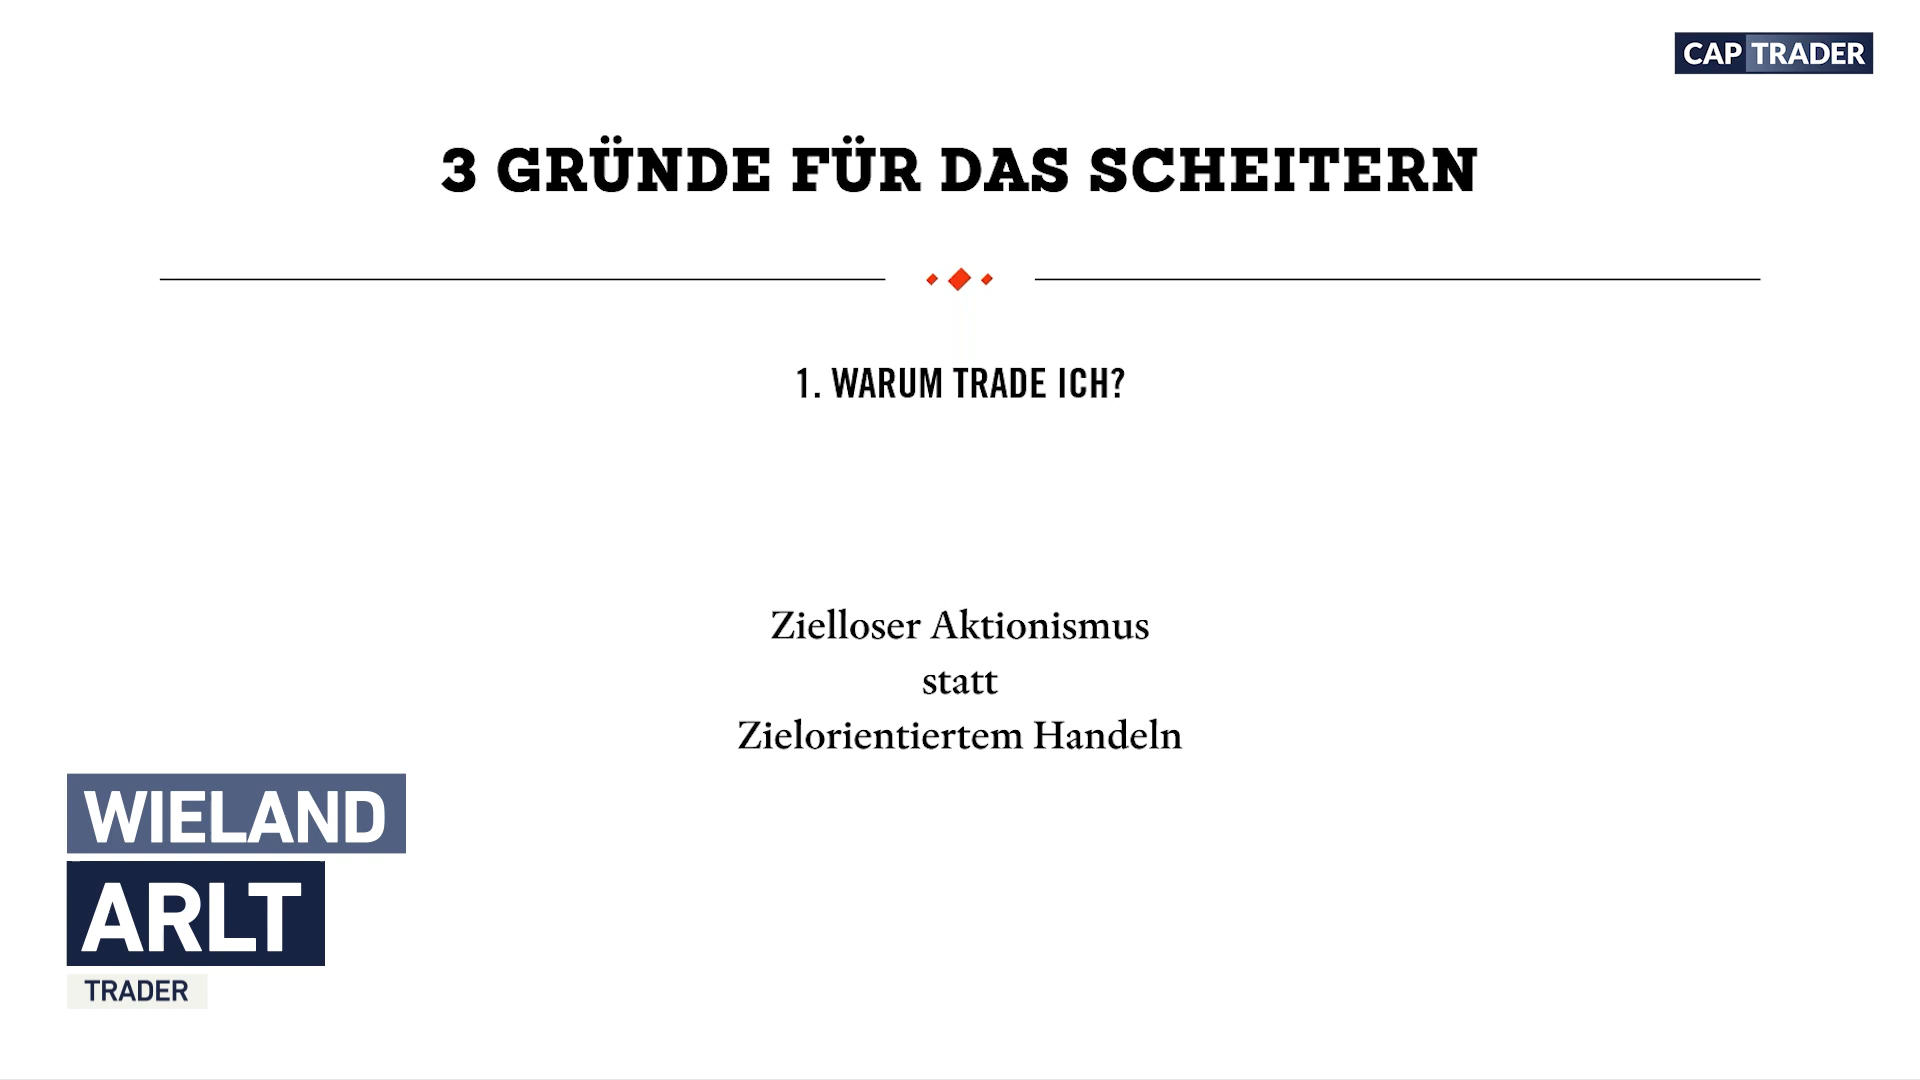 CAP TRADER
3 GRÜNDE FÜR DAS SCHEITERN
1. WARUM TRADE ICH?
Zielloser Aktionismus
statt
Zielorientiertem Handeln
WIELAND
ARLT
TRADER